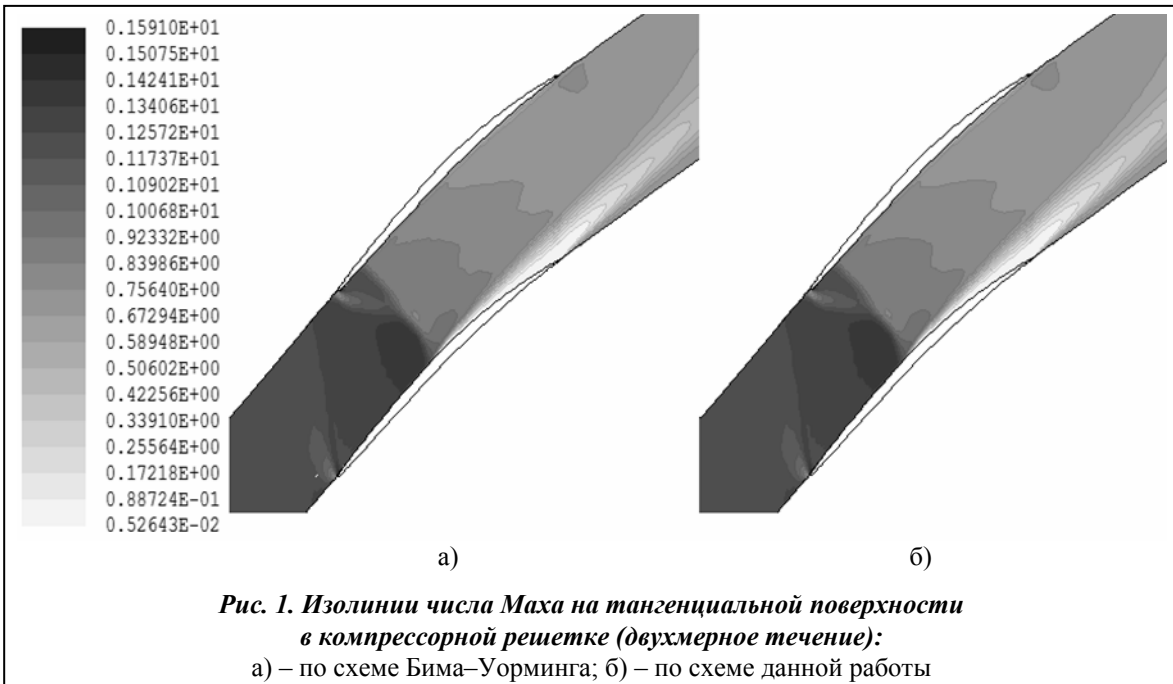 0.15910E+01
0.15075E+01
0.14241E+01
0.13406E+01
0.12572E+01
0.11737E+01
0.10902E+01
0.10068E+01
0.92332E+00
0.83986E+00
0.75640E+00
0.67294E+00
0.58948E+00
0.50602E+00
0.42256E+00
0.33910E+00
0.25564E+00
0.17218E+00
0.88724E-01
0.52643E-02
а) б)
Рис. 1. Изолинии числа Маха на тангенциальной поверхности
в компрессорной решетке (двухмерное течение):
а) – по схеме Бима–Уорминга; б) – по схеме данной работы